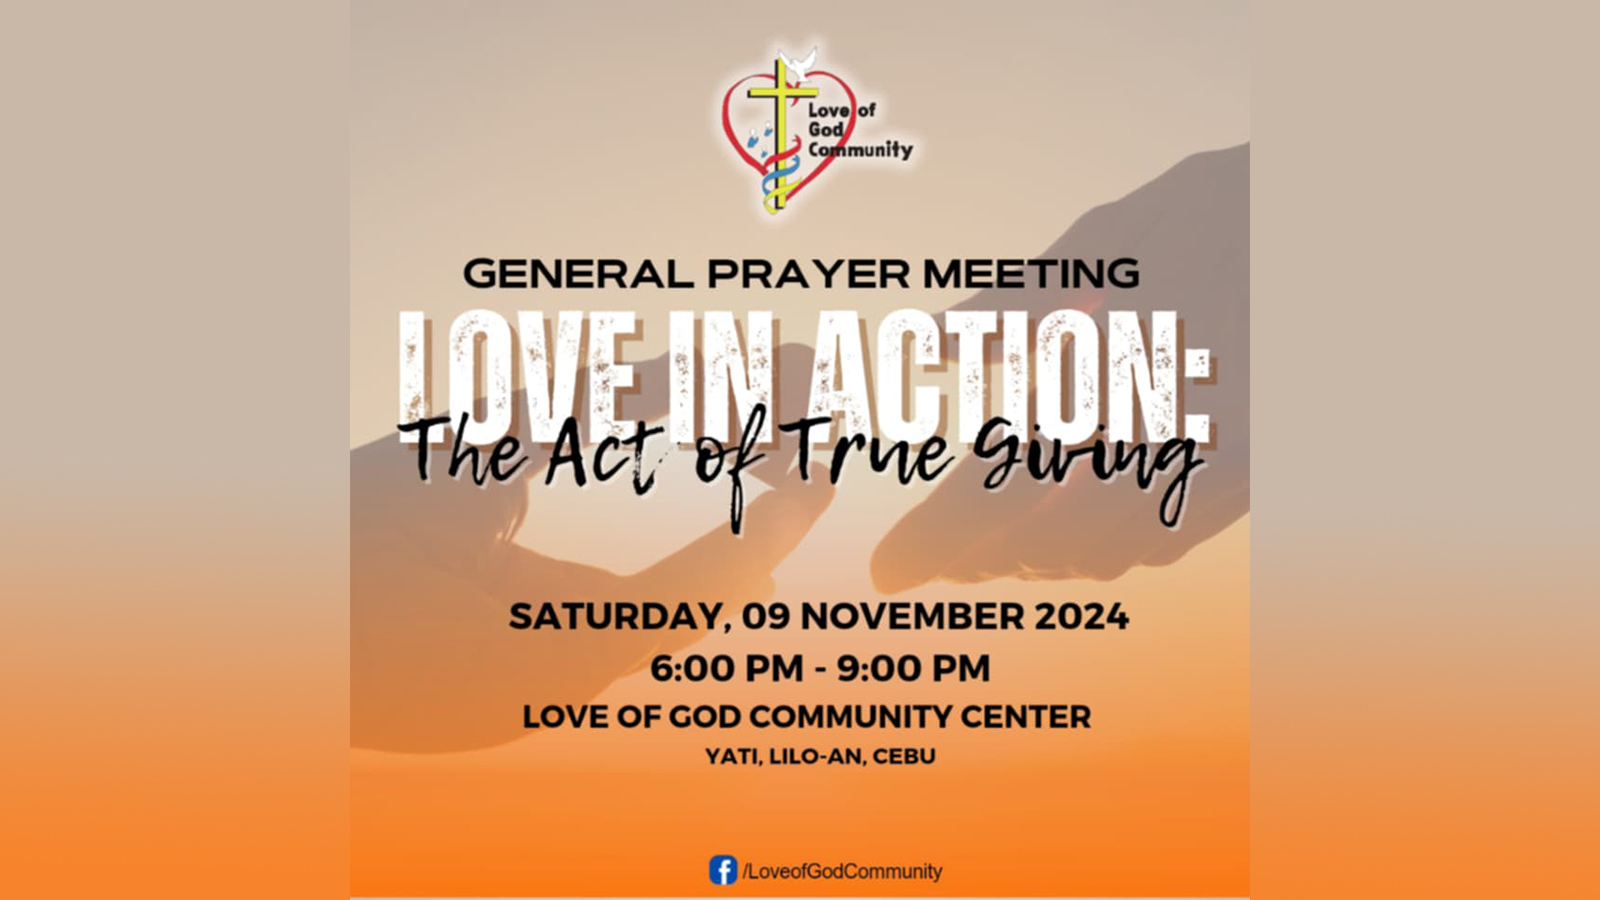 Love of
God
Community
GENERAL PRAYER MEETING
LOVE IN ACTION:
The Act of True Giving
SATURDAY, 09 NOVEMBER 2024
6:00 PM - 9:00 PM
LOVE OF GOD COMMUNITY CENTER
YATI, LILO-AN, CEBU
f /LoveofGodCommunity